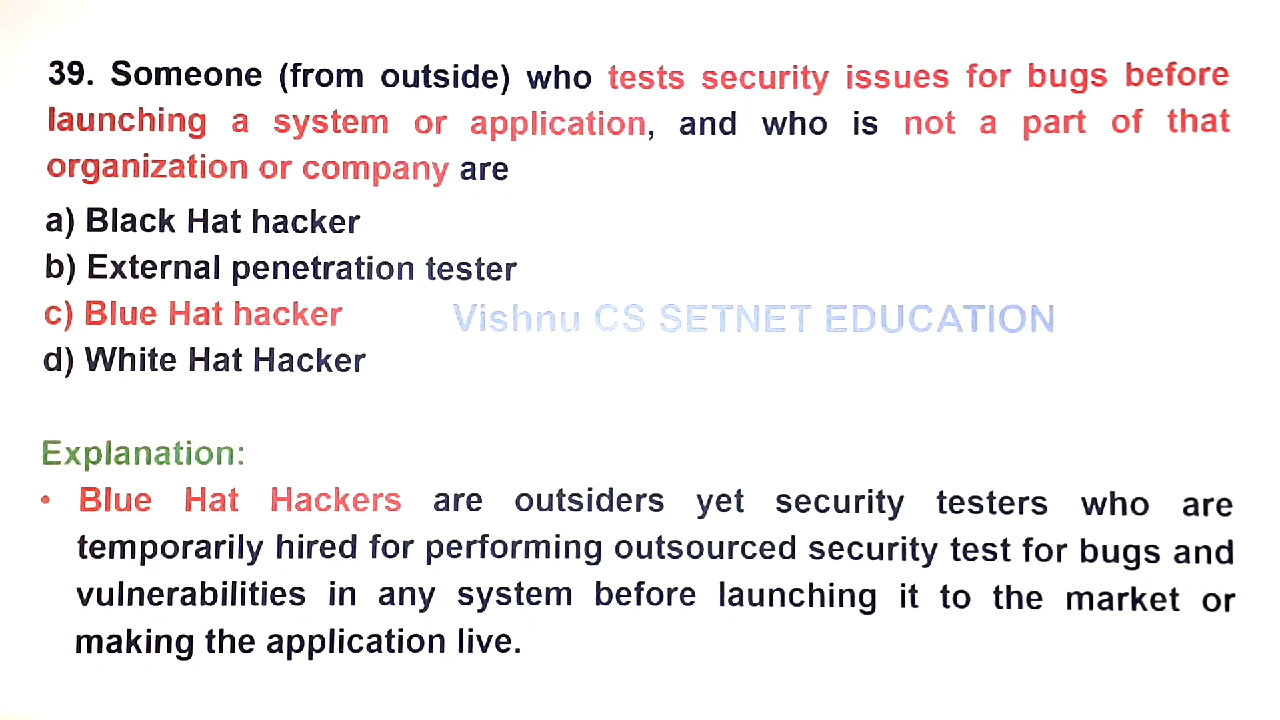 39. Someone (from outside) who tests security issues for bugs before
launching a system or application, and who is not a part of that
organization or company are
a) Black Hat hacker
b) External penetration tester
c) Blue Hat hacker
Vishnu CS SETNET EDUCATION
d) White Hat Hacker
Explanation:
• Blue Hat Hackers are outsiders yet security testers who are
temporarily hired for performing outsourced security test for bugs and
vulnerabilities in any system before launching it to the market or
making the application live.